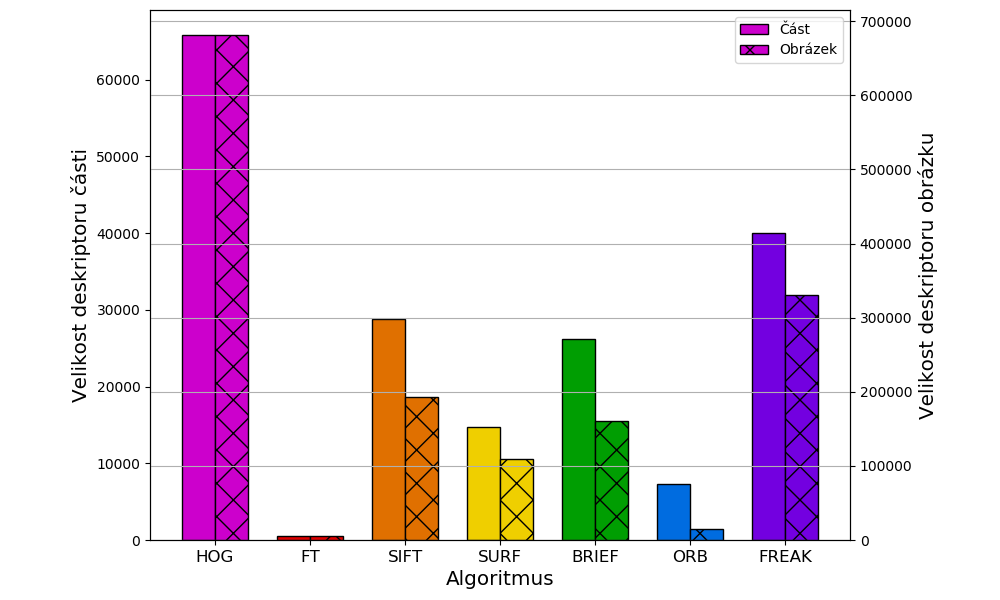 Část
Obrázek
Velikost deskriptoru části
60000
50000
40000
30000
20000
10000
0
700000
600000
500000
400000
300000
200000
100000
0
Velikost deskriptoru obrázku
HOG FT SIFT SURF BRIEF ORB FREAK
Algoritmus